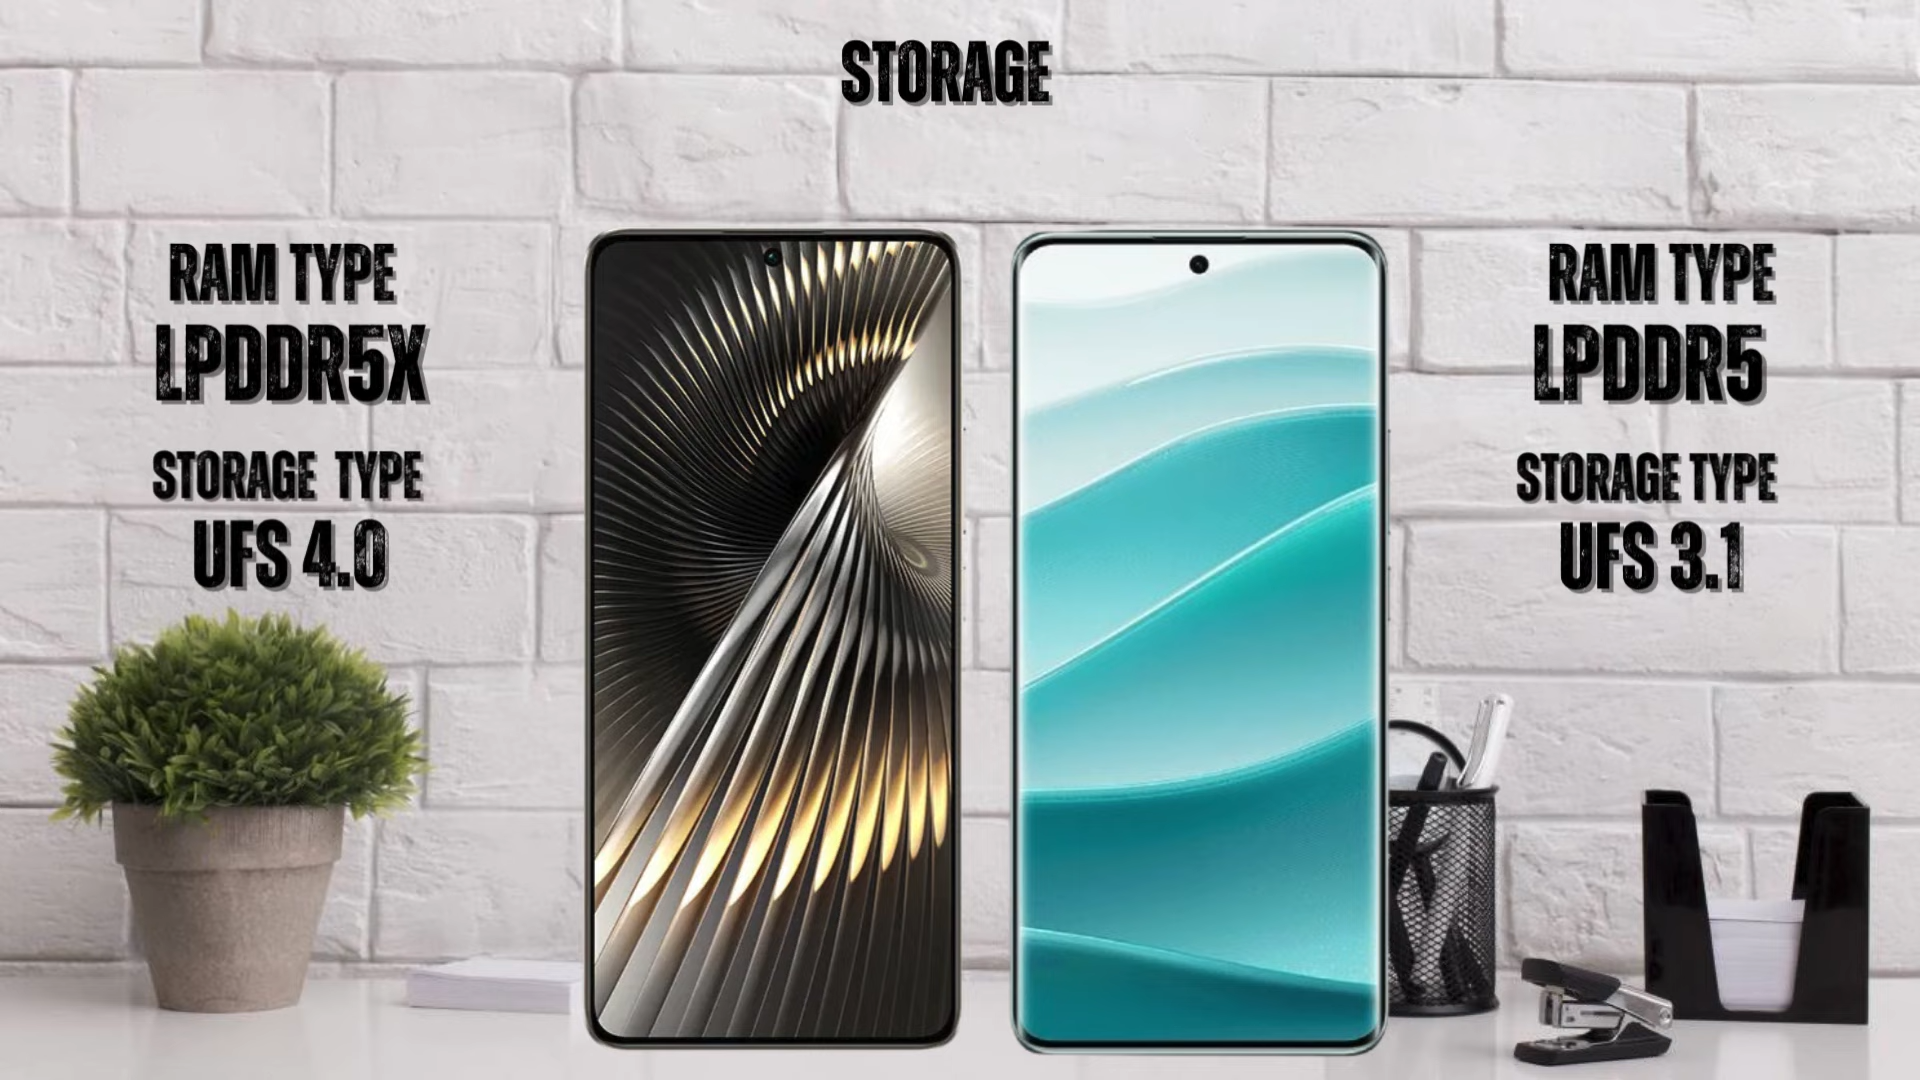 STORAGE
RAM TYPE
LPDDR5X
STORAGE TYPE
UFS 4.0
RAM TYPE
LPDDR5
STORAGE TYPE
UFS 3.1